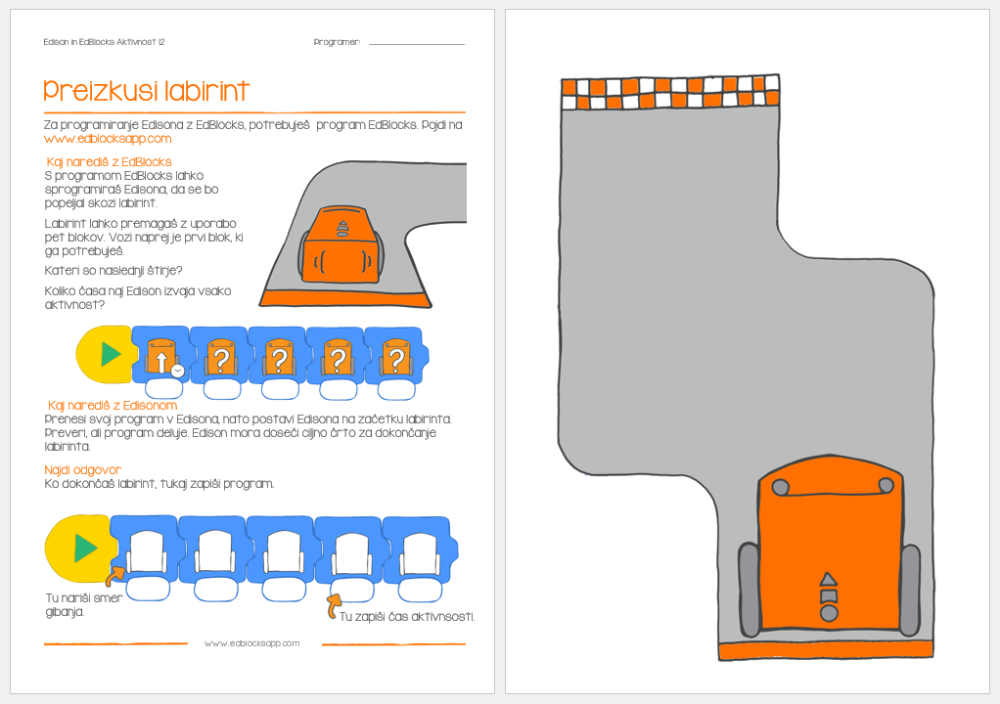 Edison in EdBlocks Aktivnost 12
Programer:
Preizkusi labirint
Za programiranje Edisona z EdBlocks, potrebuješ program EdBlocks. Pojdi na
www.edblocksapp.com
Kaj narediš z EdBlocks
S programom EdBlocks lahko
sprogramiraš Edisona, da se bo
popeljal skozi labirint.
Labirint lahko premagaš z uporabo
pet blokov. Vozi naprej je prvi blok, ki
ga potrebuješ.
Kateri so naslednji štirje?
Koliko časa naj Edison izvaja vsako
aktivnost?
? ? ? ?
Kaj narediš z Edisonom
Prenesi svoj program v Edisona, nato postavi Edisona na začetku labirinta.
Preveri, ali program deluje. Edison mora doseči ciljno črto za dokončanje
labirinta.
Najdi odgovor
Ko dokončaš labirint, tukaj zapiši program.
Tu nariši smer
gibanja.
Tu zapiši čas aktivnsosti.
www.edblocksapp.com